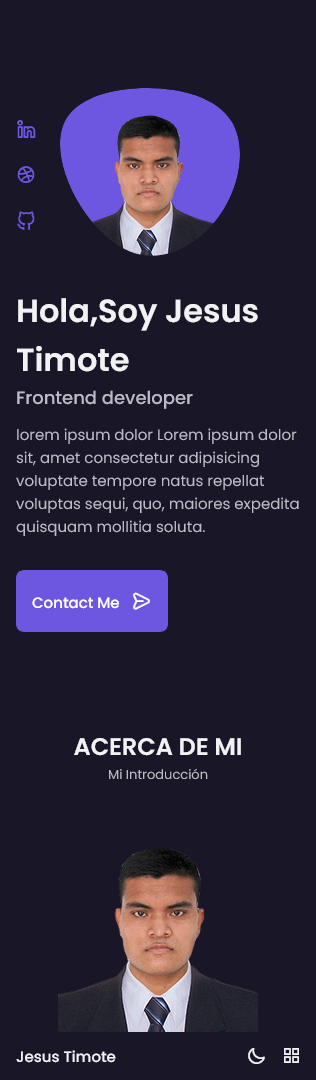 Hola,Soy Jesus
Timote
Frontend developer
lorem ipsum dolor Lorem ipsum dolor
sit, amet consectetur adipisicing
voluptate tempore natus repellat
voluptas sequi, quo, maiores expedita
quisquam mollitia soluta.
Contact Me
ACERCA DE MI
Mi Introducción
Jesus Timote